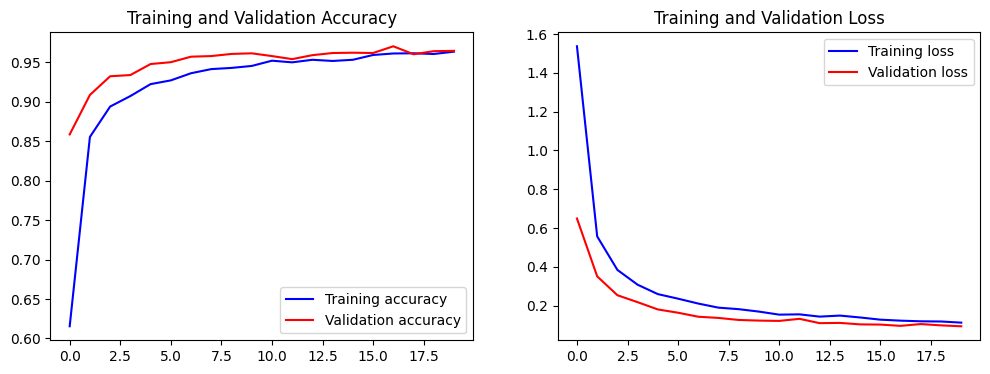 Training and Validation Accuracy
0.95
0.90
0.85
0.80
0.75
0.70
0.65
0.60
Training accuracy
Validation accuracy
0.0 2.5 5.0 7.5 10.0 12.5 15.0 17.5
Training and Validation Loss
1.6
1.4
1.2
1.0
0.8
0.6
0.4
0.2
Training loss
Validation loss
0.0 2.5 5.0 7.5 10.0 12.5 15.0 17.5